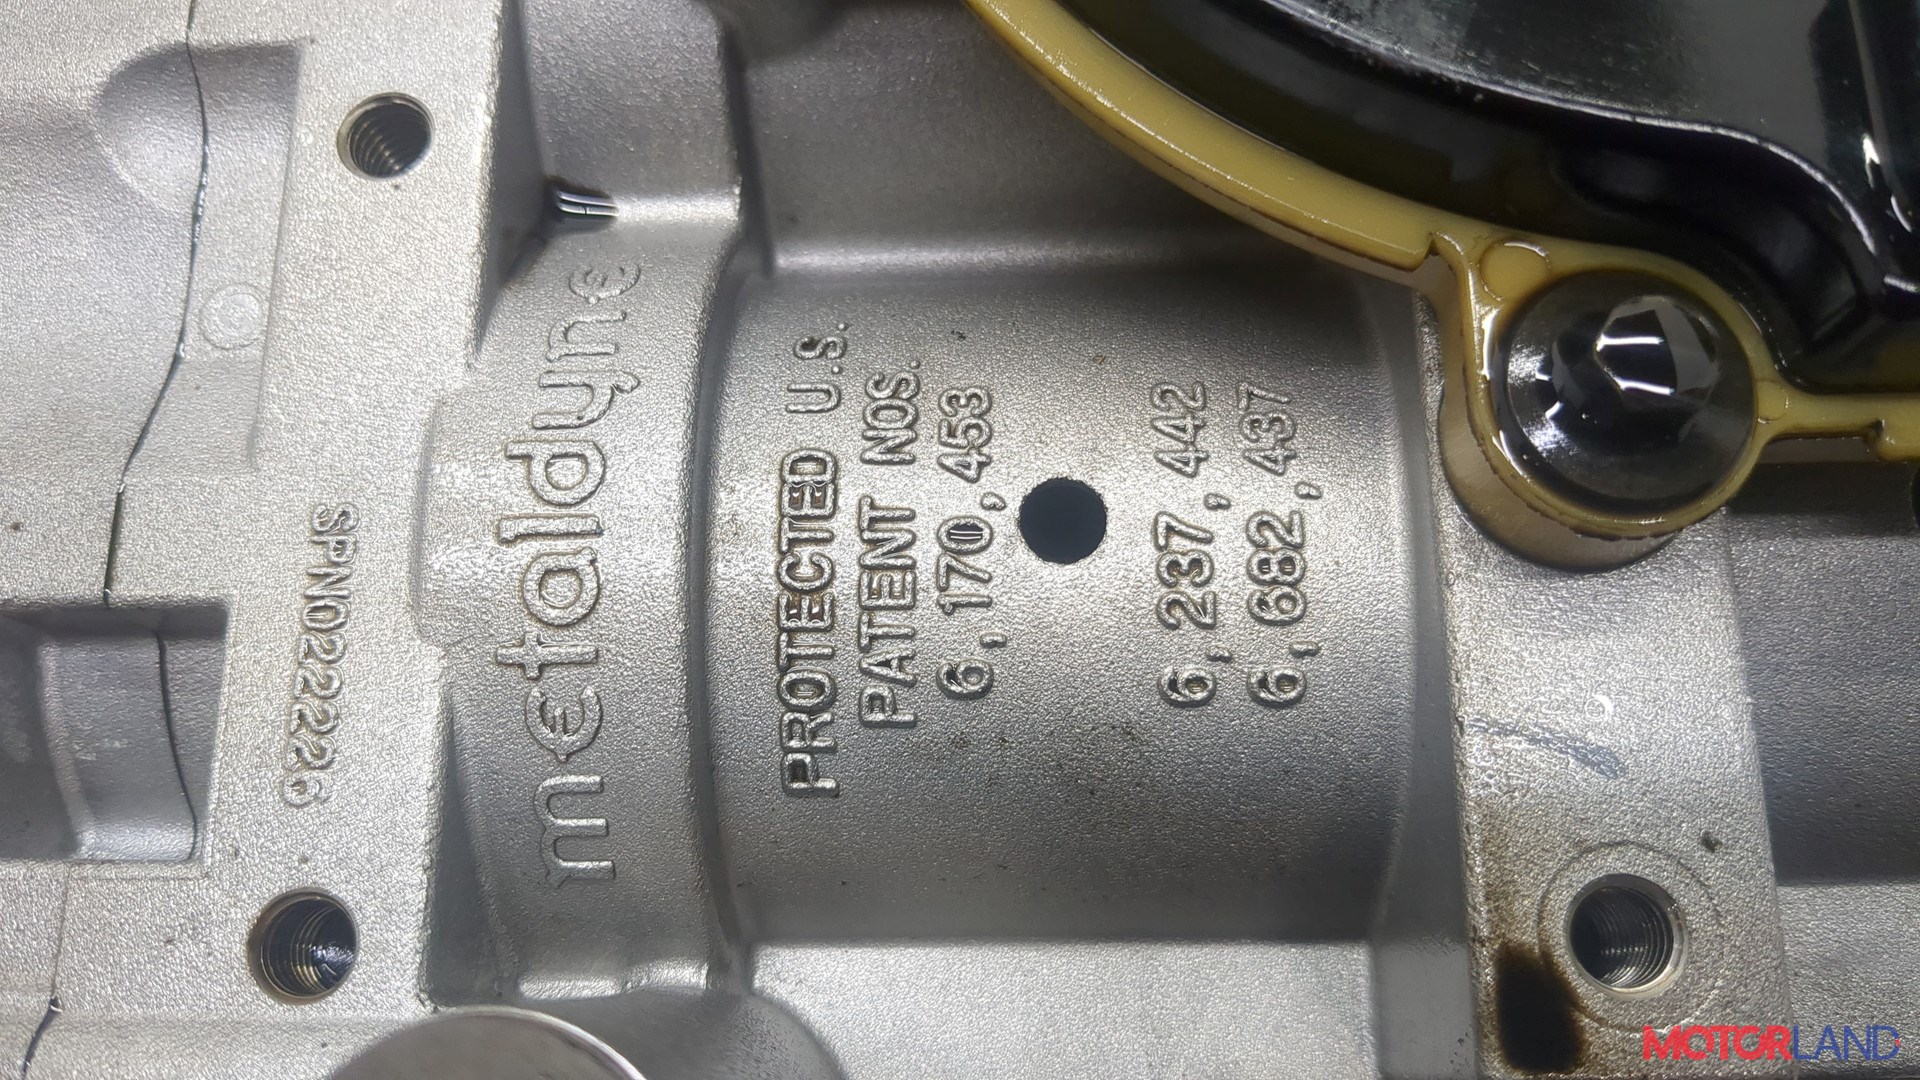 SPN022226
metaldyne
PROTECTED U.S.
PATENT NOS.
6,170,453
6,237,442
6,682,437
MOTORLAND